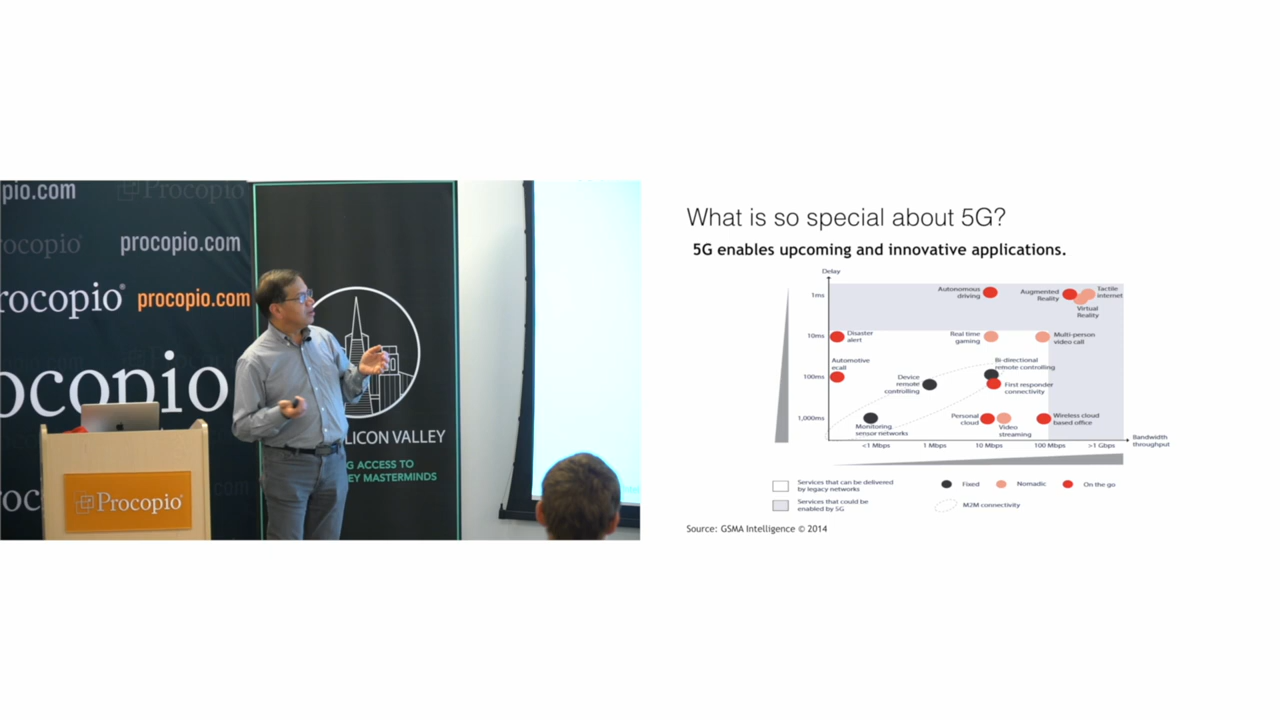 pio.com
Procopio
rocopio
procopio.com
rocopio®
procopio.com
ocopio
roc
Procopio®
ILICON VALLEY
G ACCESS TO
EY MASTERMINDS
What is so special about 5G?
5G enables upcoming and innovative applications.
Delay
1ms
10ms
100ms
1,000ms
Autonomous
driving
Augmented
Reality
Tactile
internet
Virtual
Reality
Disaster
alert
Real time
gaming
Multi-person
video call
Automotive
ecall
Device
remote
controlling
Bi-directional
remote controlling
First responder
connectivity
Monitoring
sensor networks
Personal
cloud
Video
streaming
Wireless cloud
based office
<1 Mbps
1 Mbps
10 Mbps
100 Mbps
>1 Gbps
Bandwidth
throughput
Services that can be delivered
by legacy networks
Services that could be
enabled by 5G
Fixed
Nomadic
On the go
M2M connectivity
Source: GSMA Intelligence © 2014